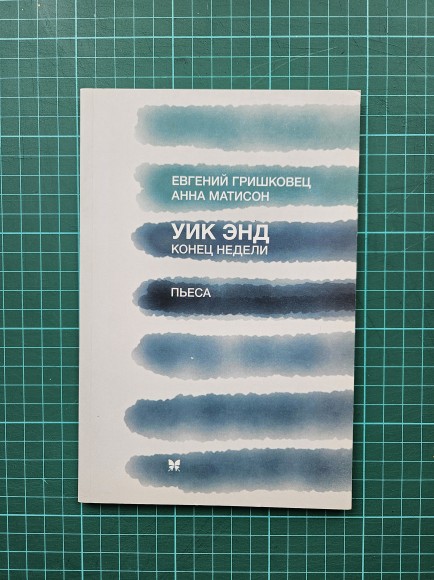 ЕВГЕНИЙ ГРИШКОВЕЦ
АННА МАТИСОН
УИК ЭНД
КОНЕЦ НЕДЕЛИ
ПЬЕСА